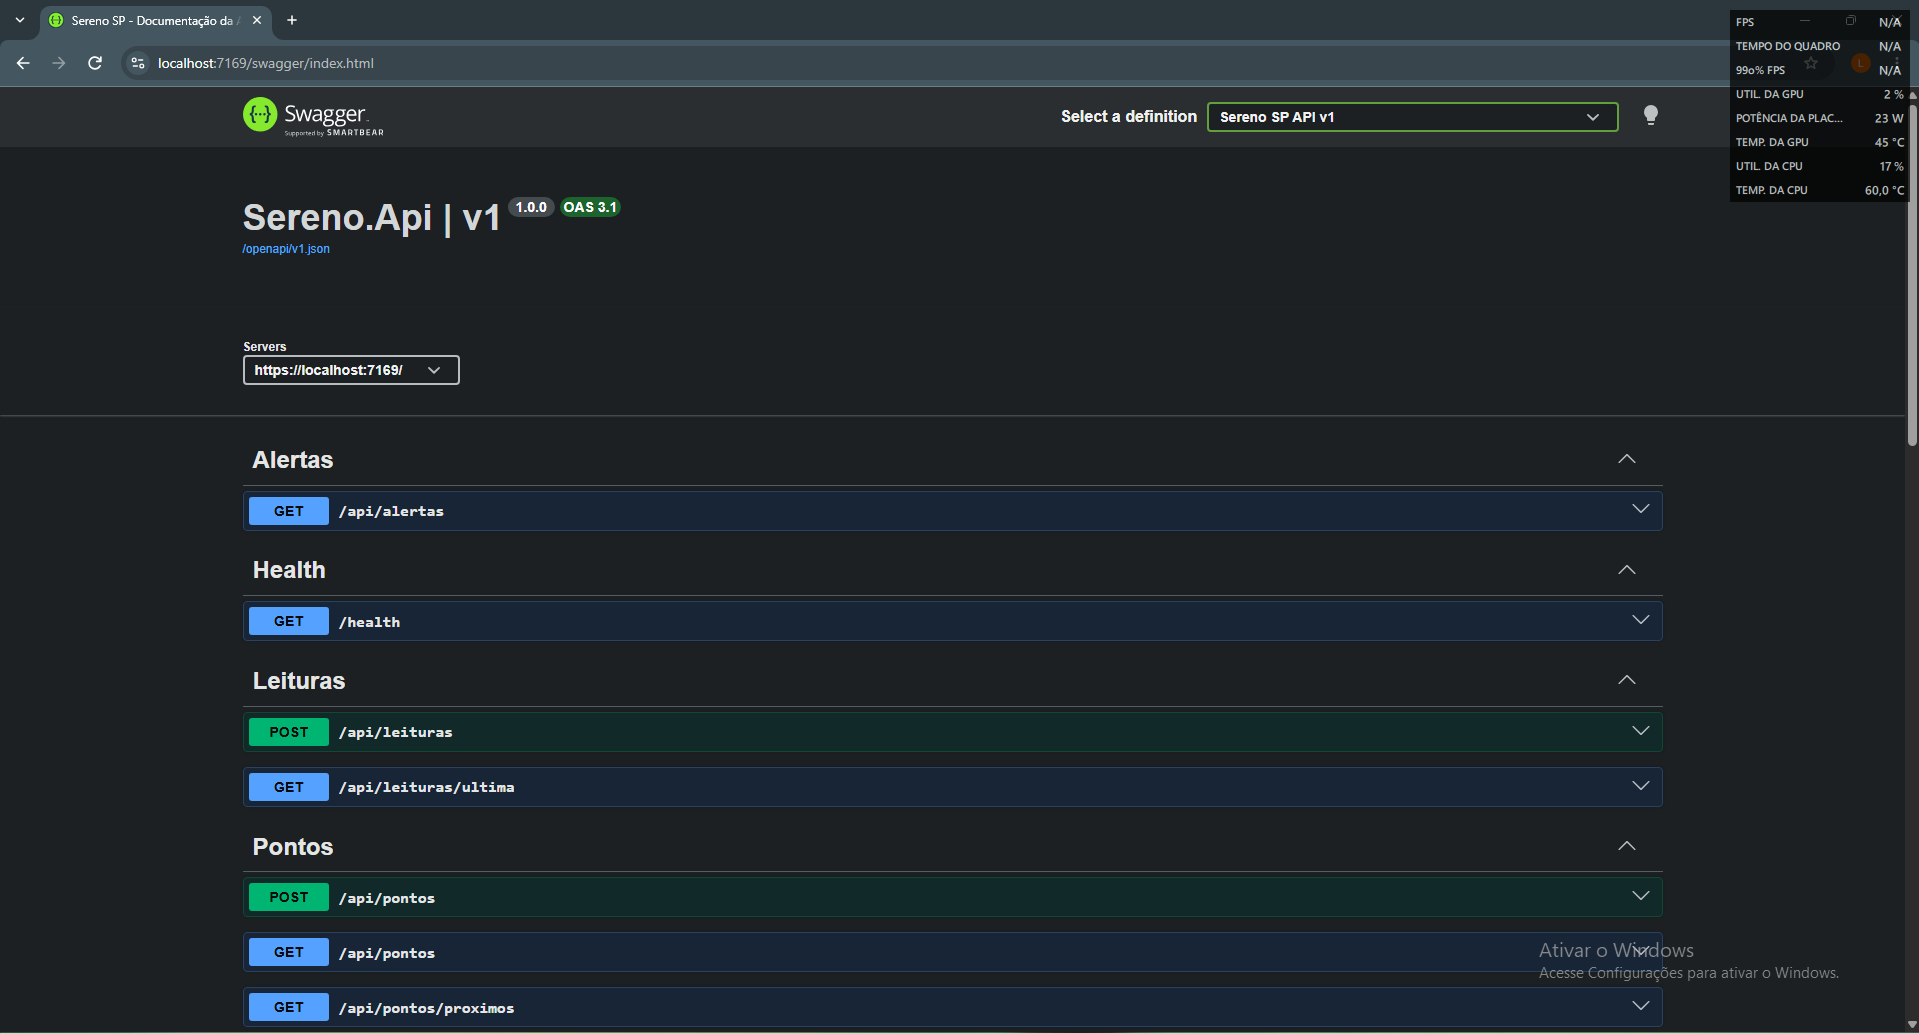 Sereno SP - Documentação da
localhost:7169/swagger/index.html
FPS N/A
TEMPO DO QUADRO N/A
99o% FPS N/A
UTIL. DA GPU 2 %
POTÊNCIA DA PLAC... 23 W
TEMP. DA GPU 45 °C
UTIL. DA CPU 17 %
TEMP. DA CPU 60,0 °C
L
Swagger.
Supported by SMARTBEAR
Select a definition
Sereno SP API v1
Sereno.Api | v1 1.0.0 OAS 3.1
/openapi/v1.json
Servers
https://localhost:7169/
Alertas
GET /api/alertas
Health
GET /health
Leituras
POST /api/leituras
GET /api/leituras/ultima
Pontos
POST /api/pontos
GET /api/pontos
GET /api/pontos/proximos
Ativar o Windows
Acesse Configurações para ativar o Windows.